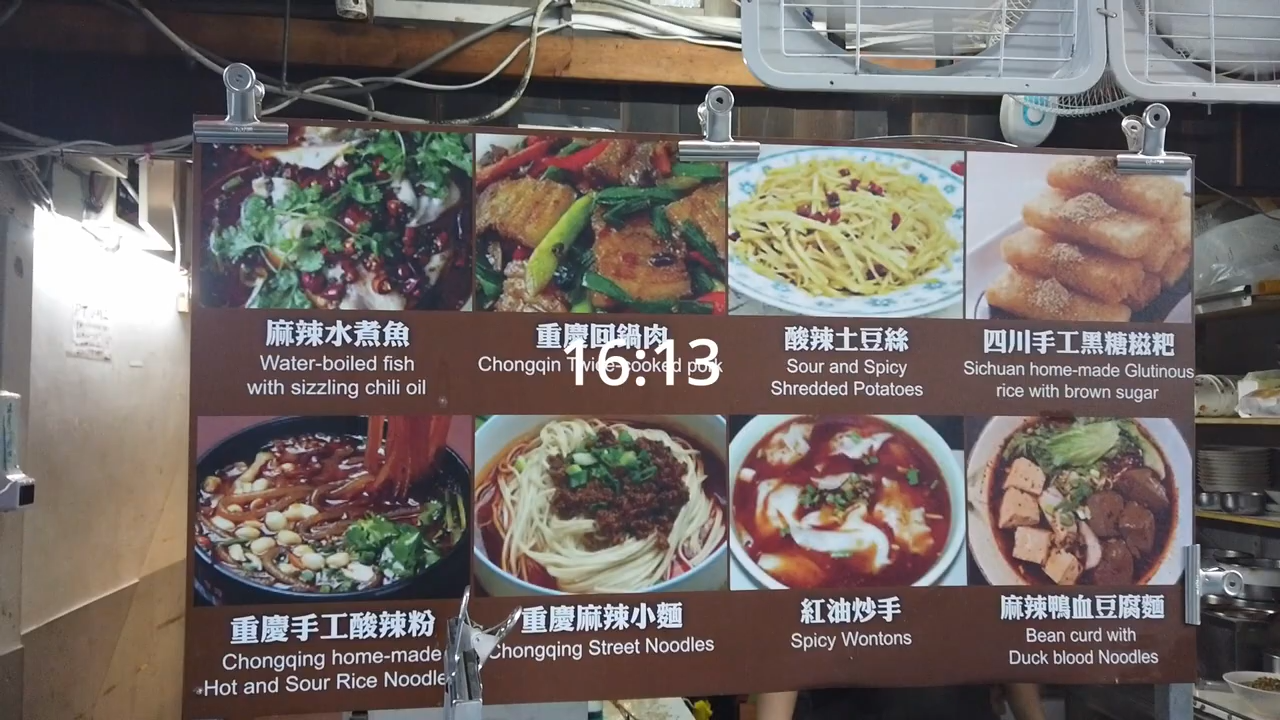 麻辣水煮魚
Water-boiled fish
with sizzling chili oil
重慶回鍋肉
Chongqin Twice-cooked pork
16:13
酸辣土豆絲
Sour and Spicy
Shredded Potatoes
四川手工黑糖糍粑
Sichuan home-made Glutinous
rice with brown sugar
重慶手工酸辣粉
Chongqing home-made
Hot and Sour Rice Noodle
重慶麻辣小麵
Chongqing Street Noodles
紅油炒手
Spicy Wontons
麻辣鴨血豆腐麵
Bean curd with
Duck blood Noodles